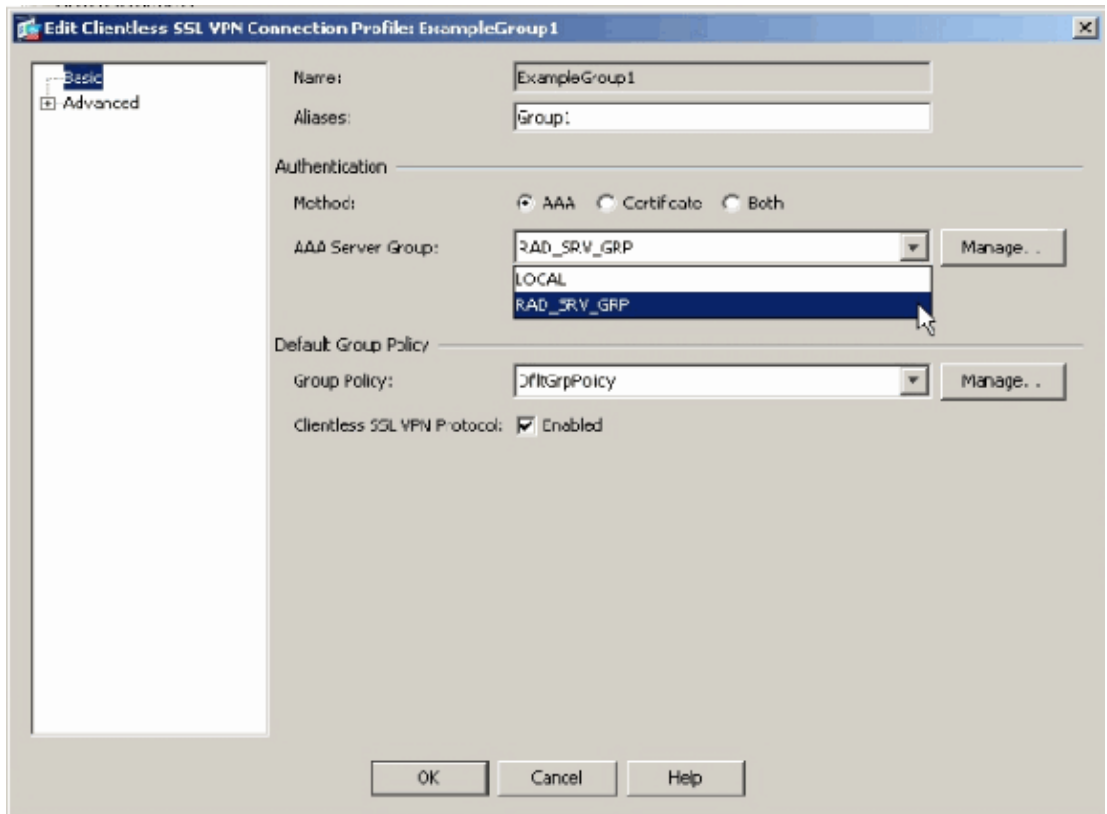 Edit Clientless SSL VPN Connection Profile: ExampleGroup1
Basic
Advanced
Name: ExampleGroup1
Aliases: Group1
Authentication
Method: AAA Certificate Both
AAA Server Group: RAD_SRV_GRP Manage...
LOCAL
RAD_SRV_GRP
Default Group Policy
Group Policy: DfltGrpPolicy Manage...
Clientless SSL VPN Protocol: Enabled
OK Cancel Help